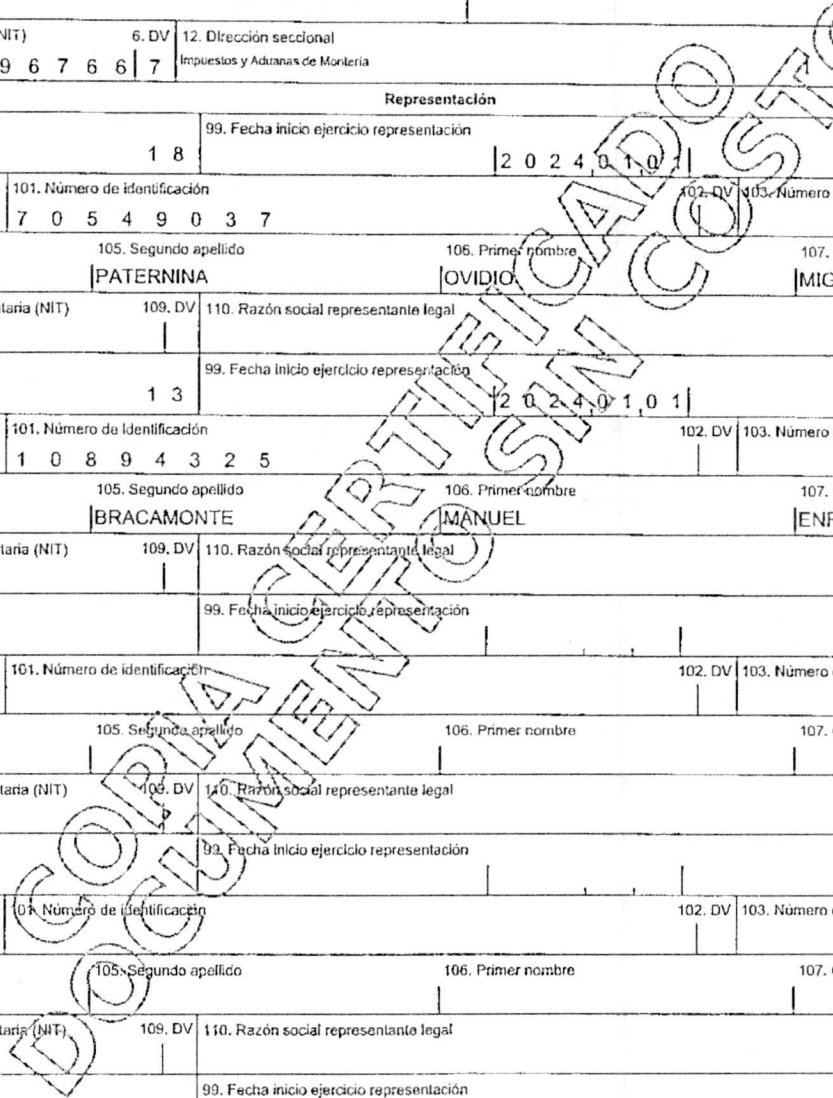 NIT) 6. DV 12. Dirección seccional
9 6 7 6 6 7 Impuestos y Aduanas de Montería 1
Representación
99. Fecha inicio ejercicio representación
1 8 2 0 2 4 0 1 0 1
101. Número de identificación 102. DV 103. Número
7 0 5 4 9 0 3 7
105. Segundo apellido 106. Primer nombre 107.
PATERNINA OVIDIO MIG
taria (NIT) 109. DV 110. Razón social representante legal
99. Fecha inicio ejercicio representación
1 3 2 0 2 4 0 1 0 1
101. Número de identificación 102. DV 103. Número
1 0 8 9 4 3 2 5
105. Segundo apellido 106. Primer nombre 107.
BRACAMONTE MANUEL ENR
taria (NIT) 109. DV 110. Razón social representante legal
99. Fecha inicio ejercicio representación
101. Número de identificación 102. DV 103. Número
105. Segundo apellido 106. Primer nombre 107.
taria (NIT) 109. DV 110. Razón social representante legal
99. Fecha inicio ejercicio representación
101. Número de identificación 102. DV 103. Número
105. Segundo apellido 106. Primer nombre 107.
taria (NIT) 109. DV 110. Razón social representante legal
99. Fecha inicio ejercicio representación
COPIA CERTIFICADO
DOCUMENTO SIN COSTO